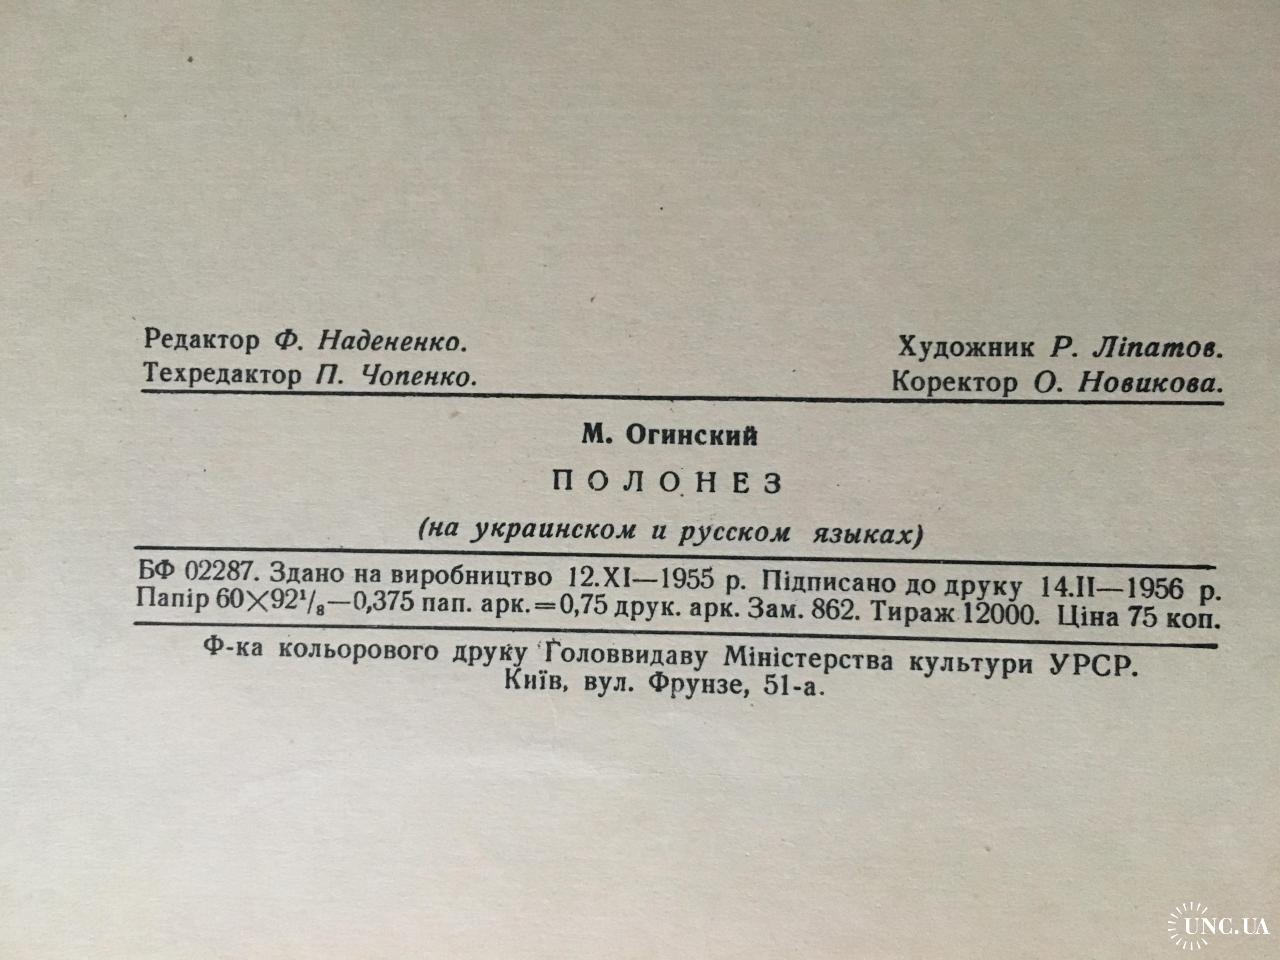 Редактор Ф. Надененко.
Техредактор П. Чопенко.
Художник Р. Ліпатов.
Коректор О. Новикова.
М. Огинский
ПОЛОНЕЗ
(на украинском и русском языках)
БФ 02287. Здано на виробництво 12.XI—1955 р. Підписано до друку 14.II—1956 р.
Папір 60×92¹/₈—0,375 пап. арк.=0,75 друк. арк. Зам. 862. Тираж 12000. Ціна 75 коп.
Ф-ка кольорового друку Головвидаву Міністерства культури УРСР.
Київ, вул. Фрунзе, 51-а.
UNC.UA